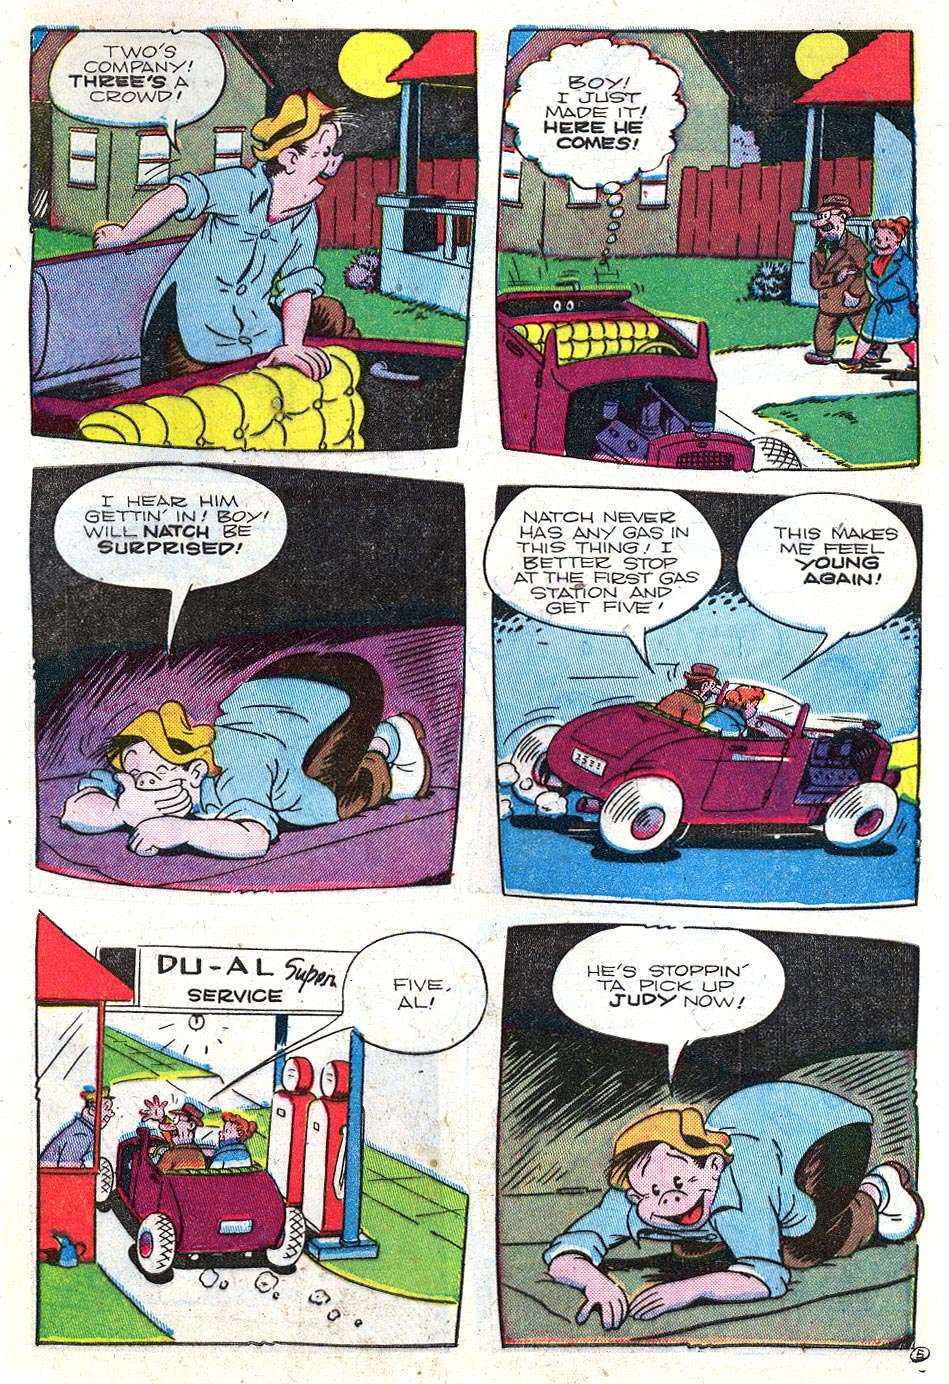 TWO'S
COMPANY!
THREE'S A
CROWD!
BOY!
I JUST
MADE IT!
HERE HE
COMES!
I HEAR HIM
GETTIN' IN! BOY!
WILL NATCH BE
SURPRISED!
NATCH NEVER
HAS ANY GAS IN
THIS THING! I
BETTER STOP
AT THE FIRST GAS
STATION AND
GET FIVE!
THIS MAKES
ME FEEL
YOUNG
AGAIN!
DU-AL Super
SERVICE
FIVE,
AL!
HE'S STOPPIN'
TA PICK UP
JUDY NOW!
5